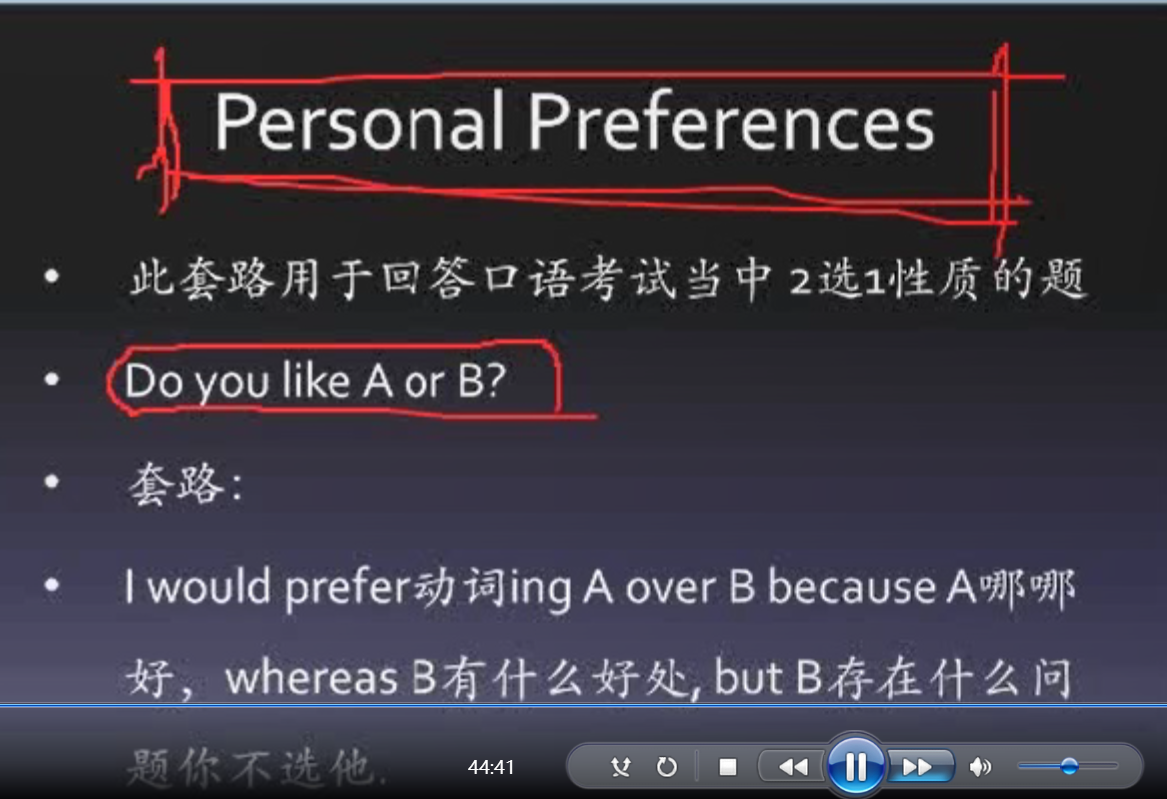 Personal Preferences
• 此套路用于回答口语考试当中 2选1性质的题
• Do you like A or B?
• 套路：
• I would prefer动词ing A over B because A哪哪
好，whereas B有什么好处, but B存在什么问
题你不选他.
44:41